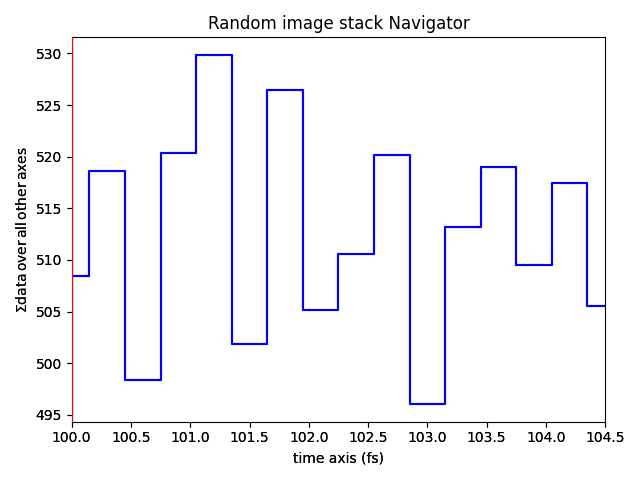 Random image stack Navigator
530
525
520
515
510
505
500
495
Σdata over all other axes
100.0 100.5 101.0 101.5 102.0 102.5 103.0 103.5 104.0 104.5
time axis (fs)